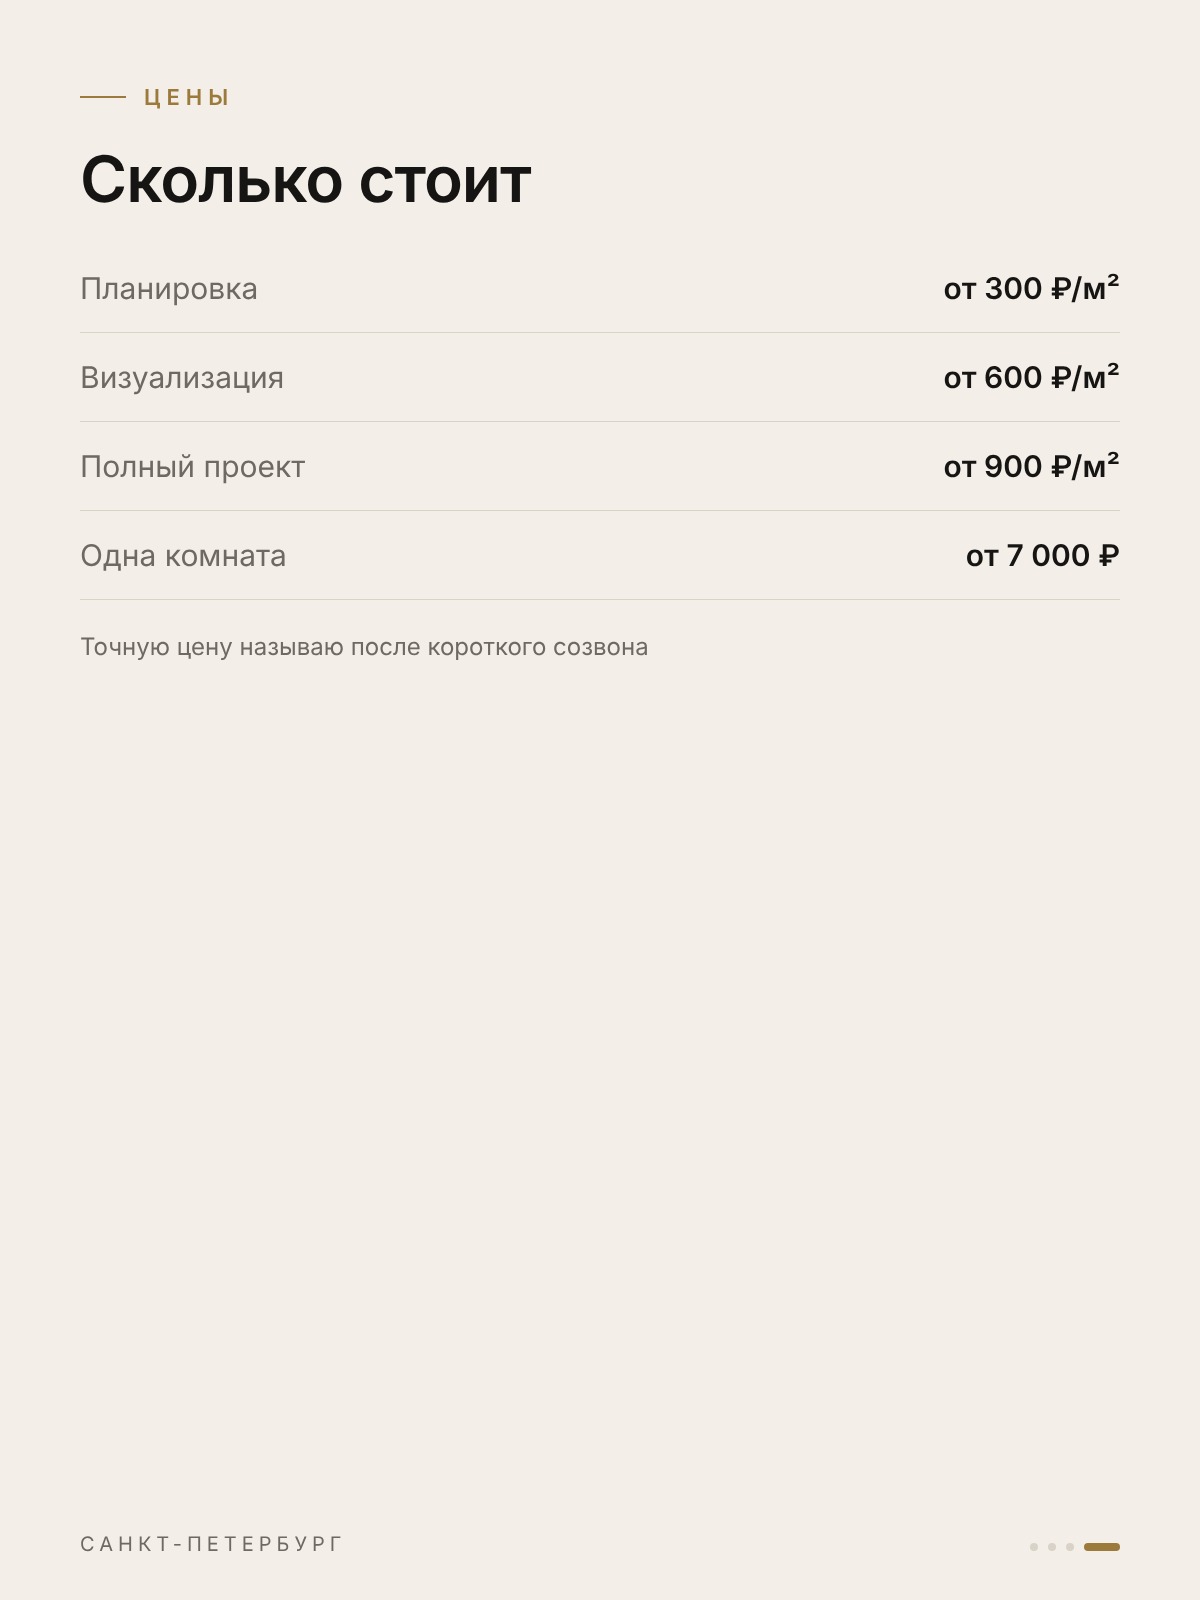 ЦЕНЫ
Сколько стоит
Планировка от 300 ₽/м²
Визуализация от 600 ₽/м²
Полный проект от 900 ₽/м²
Одна комната от 7 000 ₽
Точную цену называю после короткого созвона
САНКТ-ПЕТЕРБУРГ